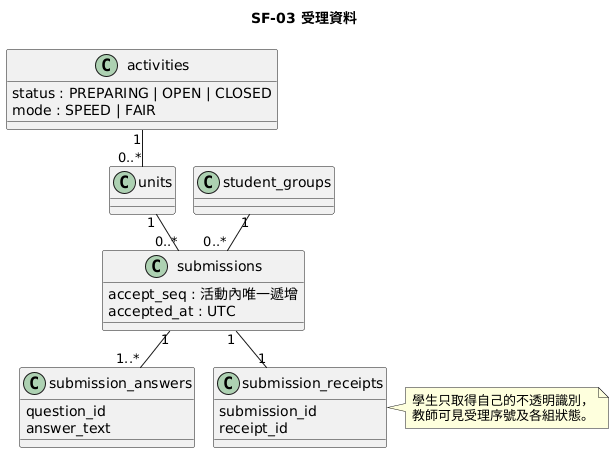 SF-03 受理資料
C activities
status : PREPARING | OPEN | CLOSED
mode : SPEED | FAIR
1
0..*
C units
C student_groups
1
1
0..*
0..*
C submissions
accept_seq : 活動內唯一遞增
accepted_at : UTC
1
1
1..*
1
C submission_answers
question_id
answer_text
C submission_receipts
submission_id
receipt_id
學生只取得自己的不透明識別，
教師可見受理序號及各組狀態。